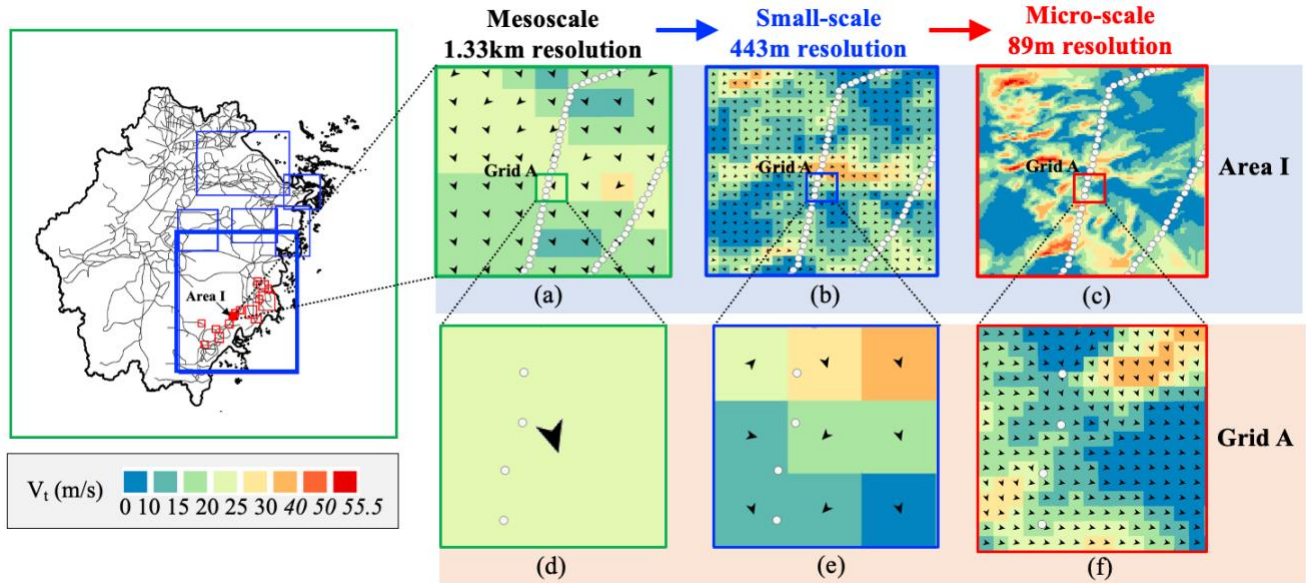 Mesoscale
1.33km resolution
Small-scale
443m resolution
Micro-scale
89m resolution
Area I
Grid A
Grid A
Grid A
Area I
(a)
(b)
(c)
Grid A
(d)
(e)
(f)
Vt (m/s)
0 10 15 20 25 30 40 50 55.5